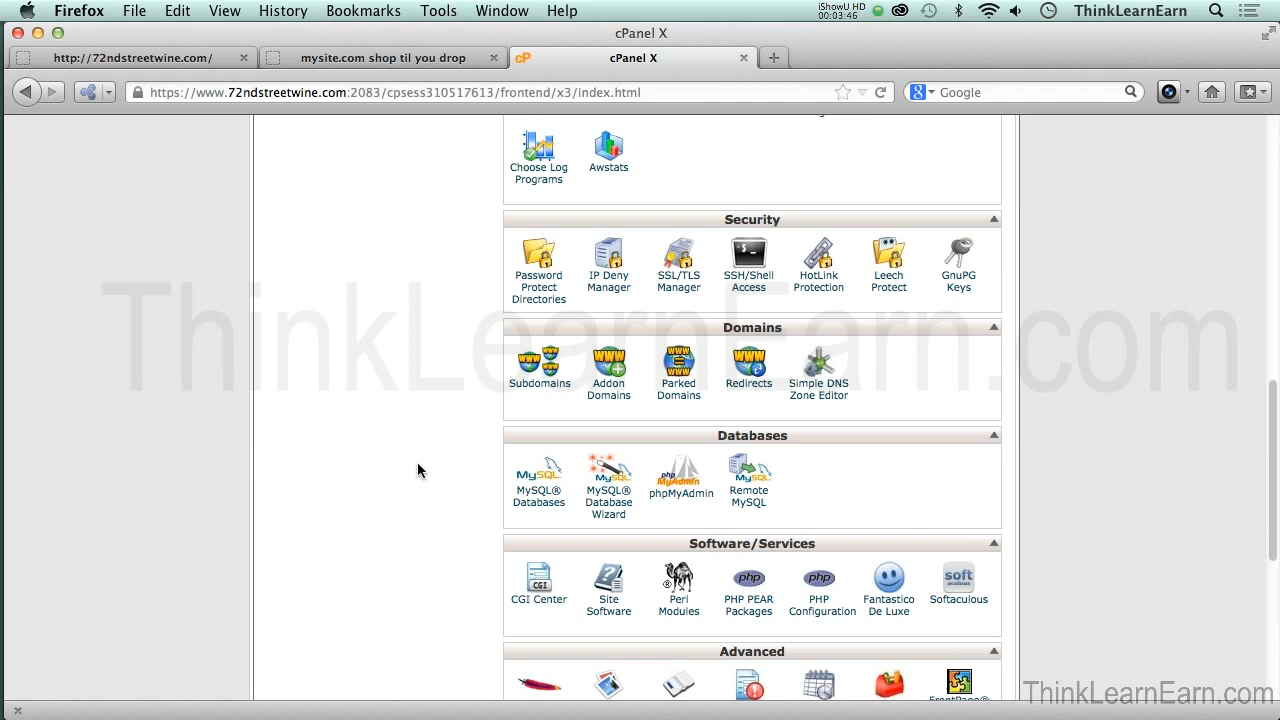 Firefox File Edit View History Bookmarks Tools Window Help iShowU HD 00:03:46 ThinkLearnEarn
cPanel X
http://72ndstreetwine.com/ mysite.com shop til you drop cP cPanel X
https://www.72ndstreetwine.com:2083/cpsess310517613/frontend/x3/index.html Google
Choose Log Programs
Awstats
Security
Password Protect Directories
IP Deny Manager
SSL/TLS Manager
SSH/Shell Access
HotLink Protection
Leech Protect
GnuPG Keys
ThinkLearnEarn.com
Domains
Subdomains
Addon Domains
Parked Domains
Redirects
Simple DNS Zone Editor
Databases
MySQL® Databases
MySQL® Database Wizard
phpMyAdmin
Remote MySQL
Software/Services
CGI Center
Site Software
Perl Modules
PHP PEAR Packages
PHP Configuration
Fantastico De Luxe
Softaculous
Advanced
FrontPage®
ThinkLearnEarn.com